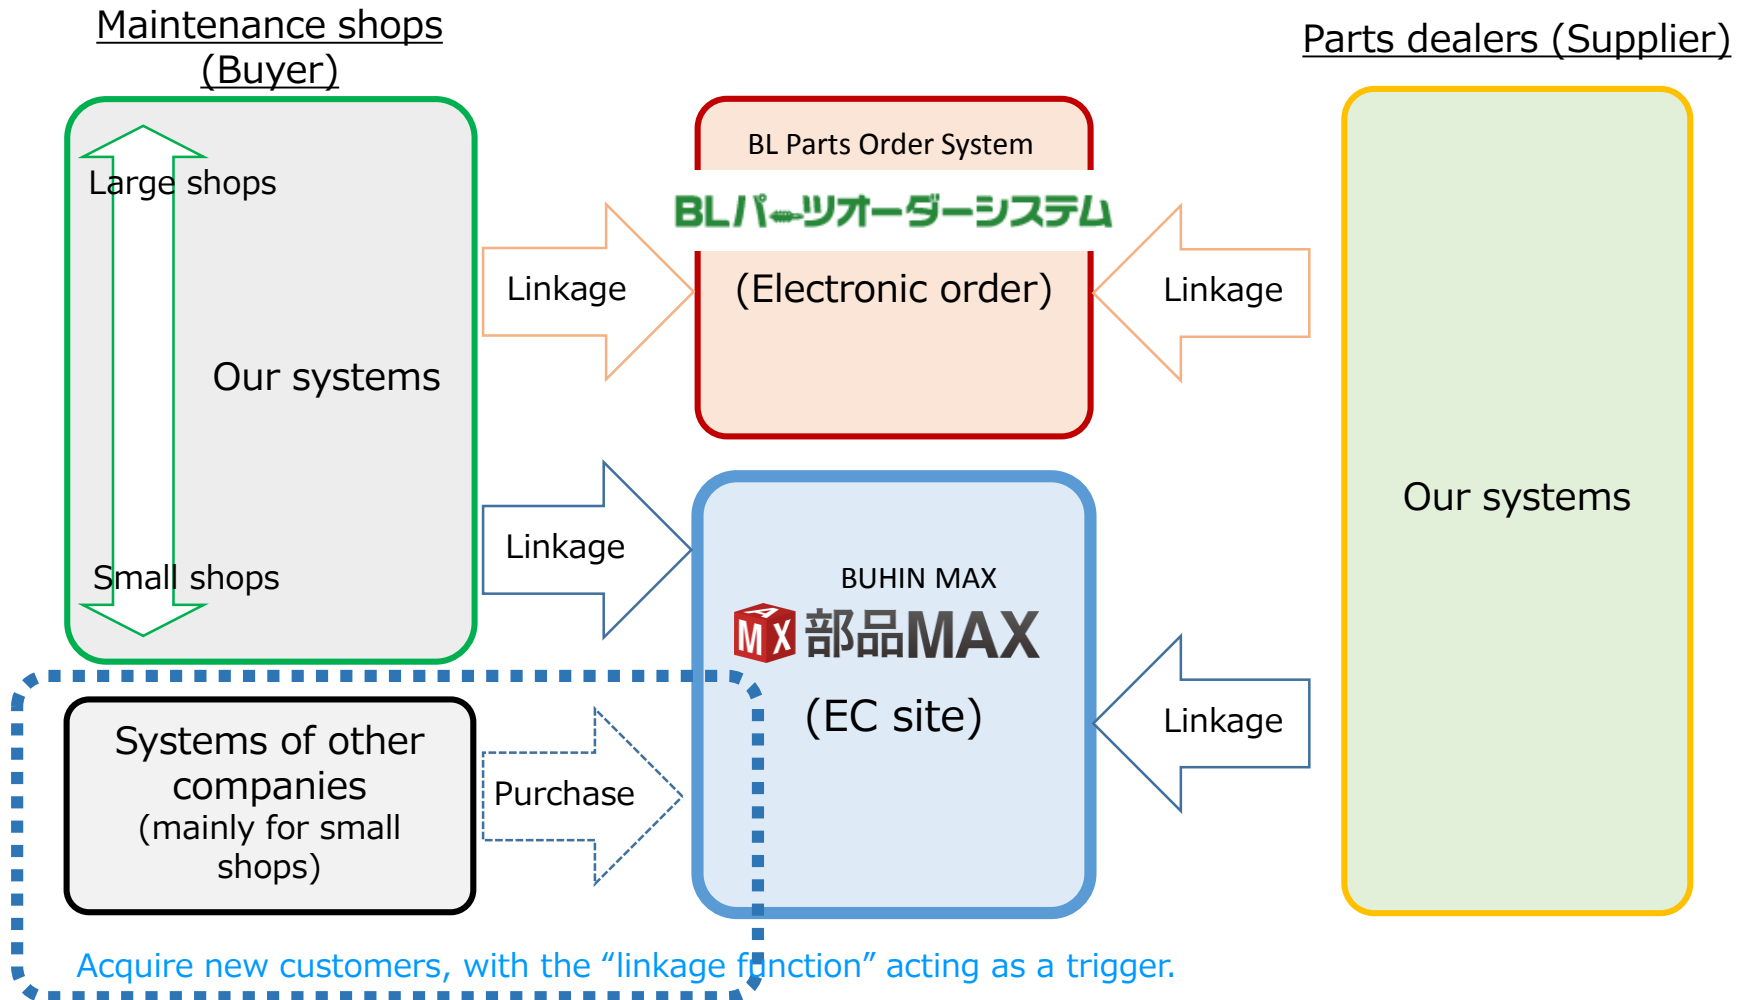 Maintenance shops
(Buyer)
Parts dealers (Supplier)
Large shops
Our systems
Small shops
Linkage
BL Parts Order System
BLパーツオーダーシステム
(Electronic order)
Linkage
Linkage
BUHIN MAX
MAX 部品MAX
(EC site)
Our systems
Linkage
Systems of other
companies
(mainly for small
shops)
Purchase
Acquire new customers, with the “linkage function” acting as a trigger.